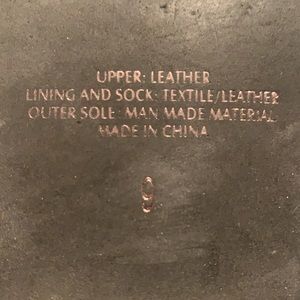 UPPER: LEATHER
LINING AND SOCK: TEXTILE/LEATHER
OUTER SOLE: MAN MADE MATERIAL
MADE IN CHINA
9